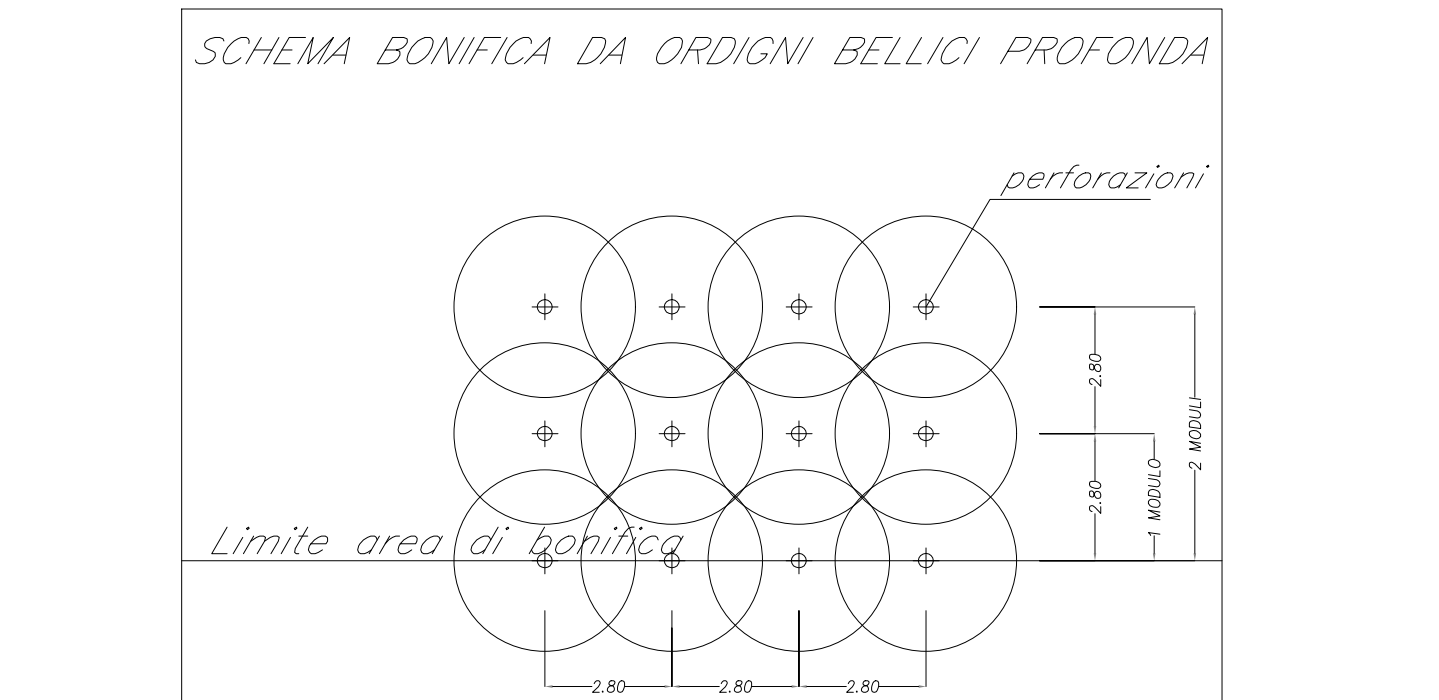 SCHEMA BONIFICA DA ORDIGNI BELLICI PROFONDA
perforazioni
2.80
2 MODULI
2.80
1 MODULO
Limite area di bonifica
2.80
2.80
2.80